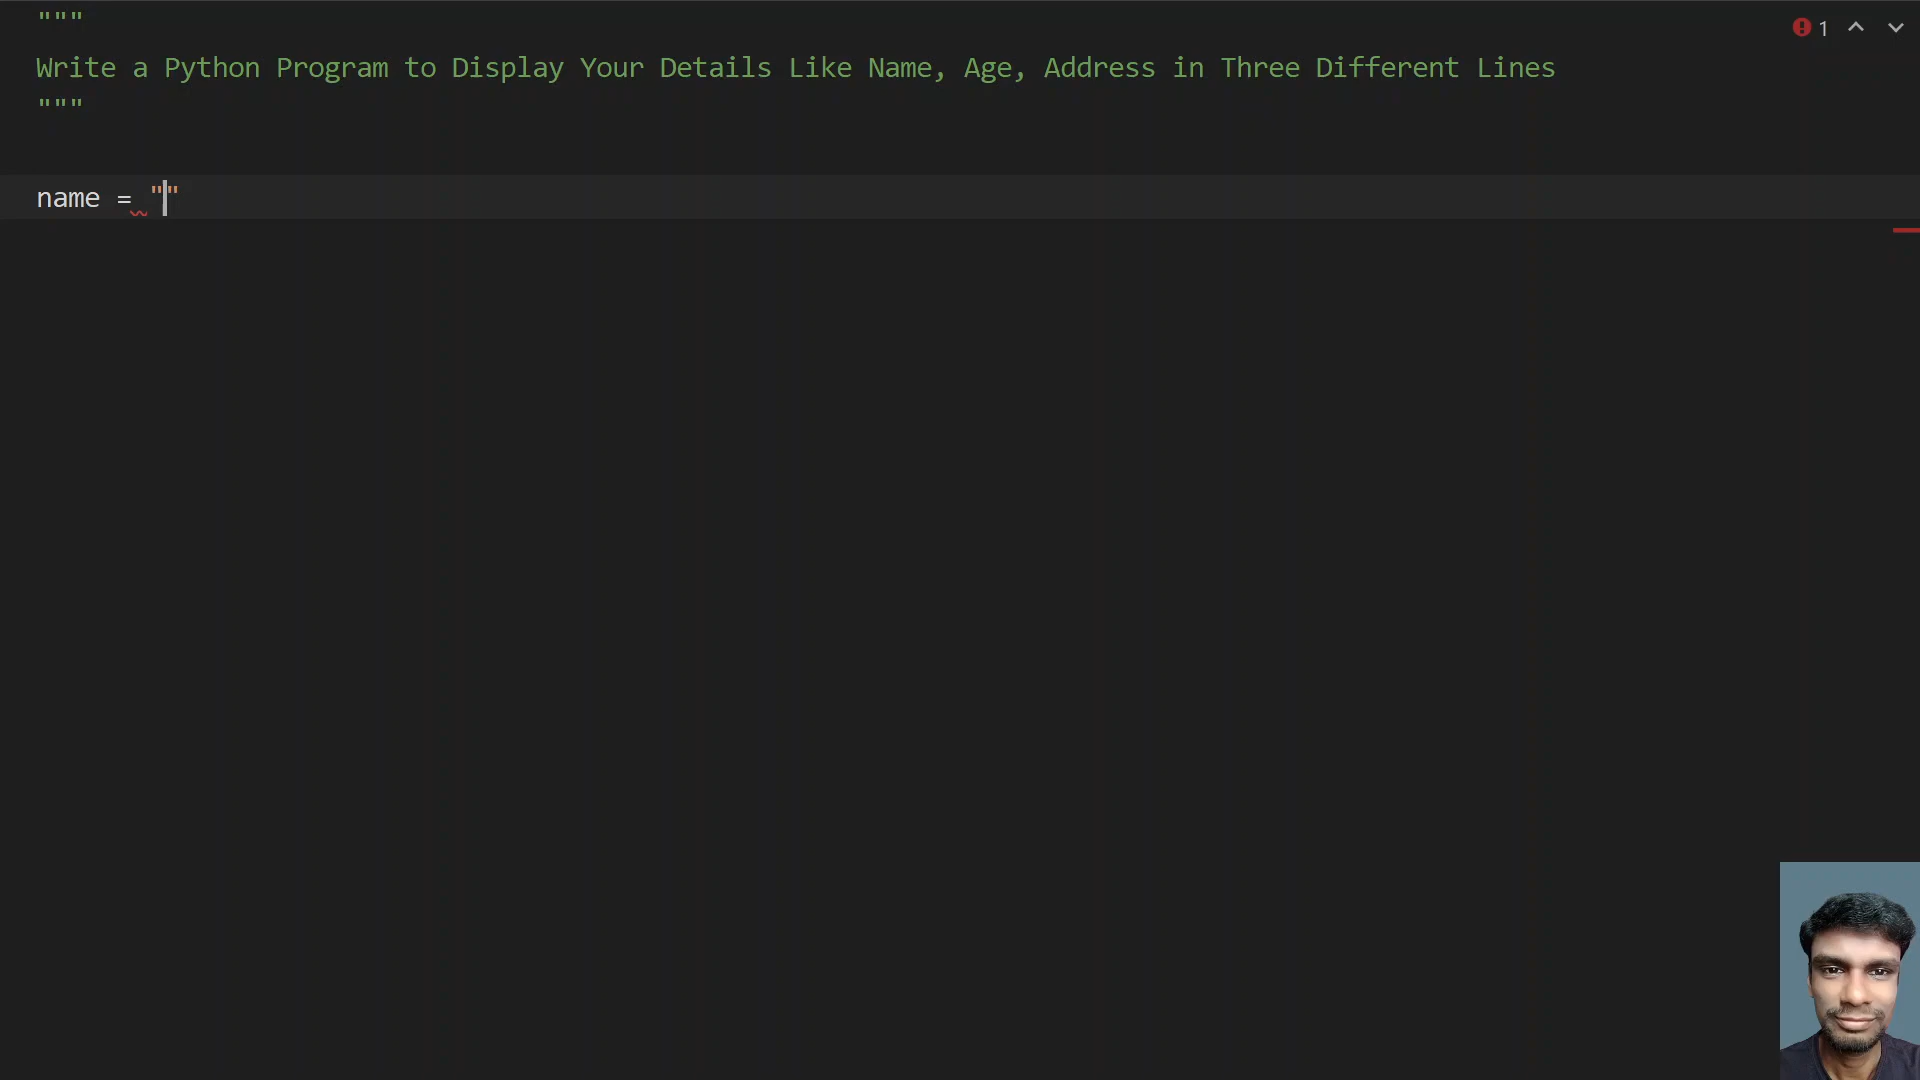 """
1
Write a Python Program to Display Your Details Like Name, Age, Address in Three Different Lines
"""
name = ""